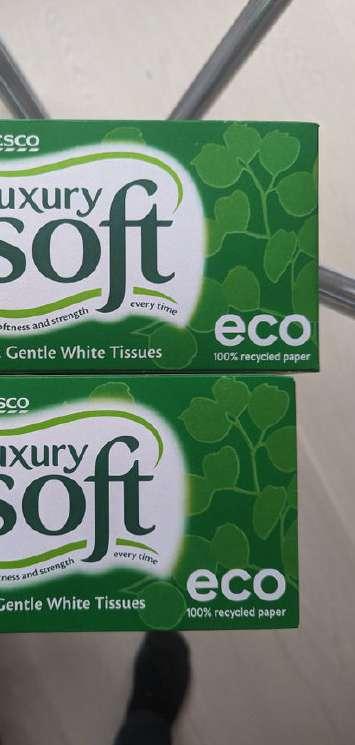 ESCO
uxury
soft
oftness and strength every time
eco
Gentle White Tissues 100% recycled paper
SCO
uxury
soft
ness and strength every time
eco
Gentle White Tissues 100% recycled paper